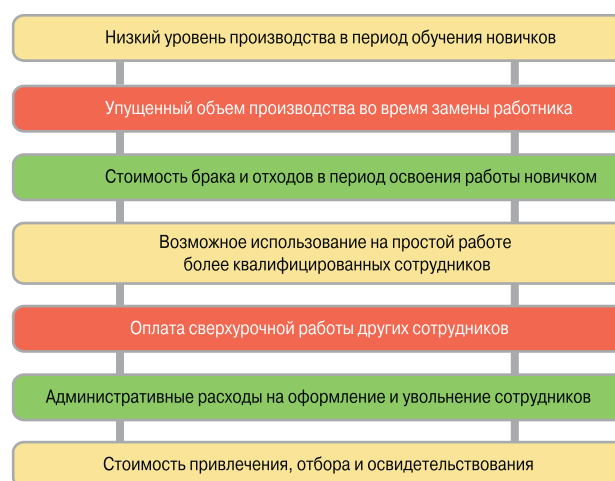 Низкий уровень производства в период обучения новичков
Упущенный объем производства во время замены работника
Стоимость брака и отходов в период освоения работы новичком
Возможное использование на простой работе
более квалифицированных сотрудников
Оплата сверхурочной работы других сотрудников
Административные расходы на оформление и увольнение сотрудников
Стоимость привлечения, отбора и освидетельствования